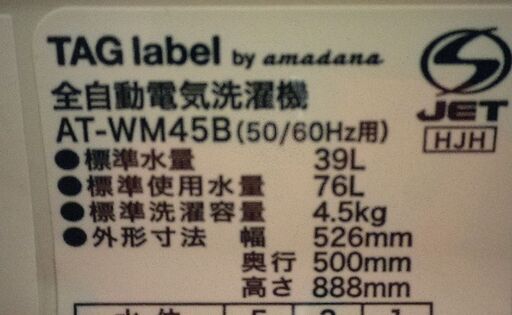 TAG label by amadana
全自動電気洗濯機
AT-WM45B(50/60Hz用)
●標準水量 39L
●標準使用水量 76L
●標準洗濯容量 4.5kg
●外形寸法 幅 526mm
奥行 500mm
高さ 888mm
S
JET
HJH